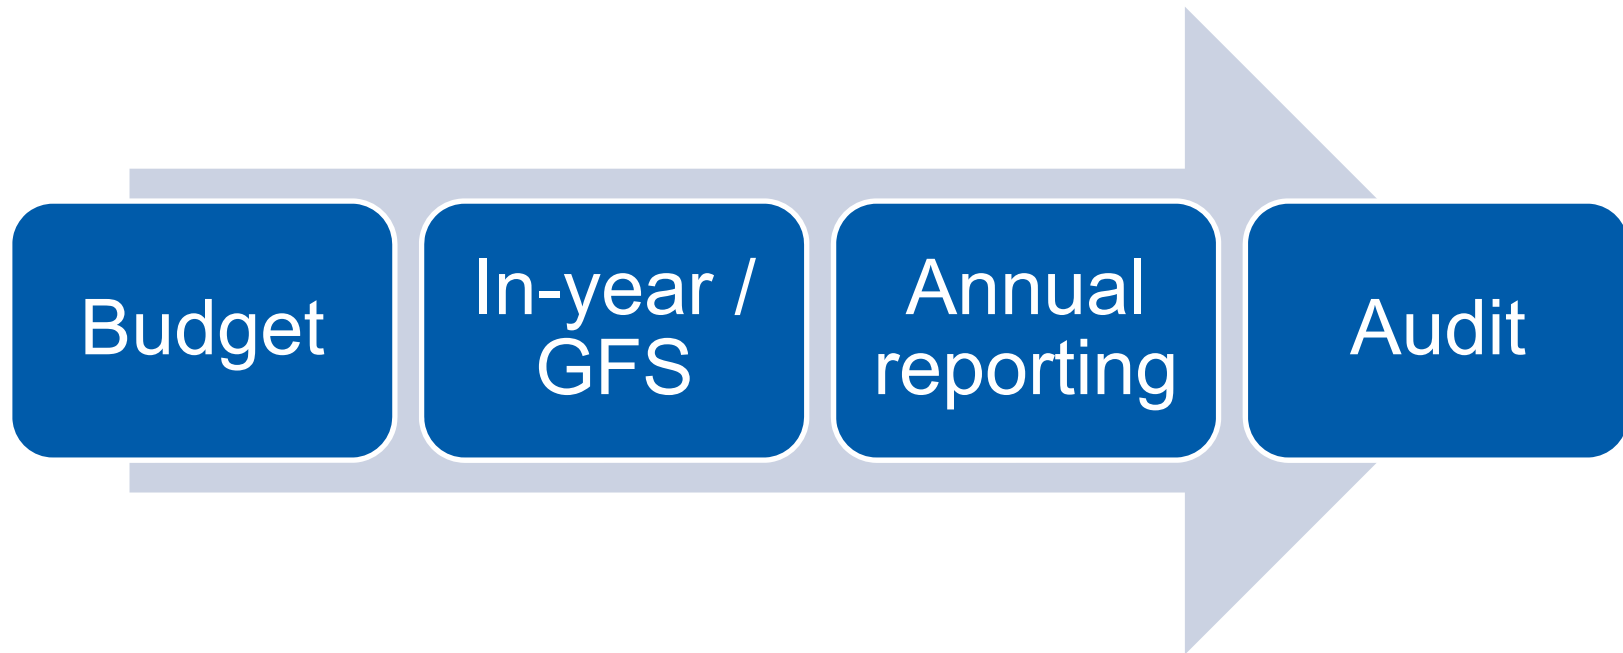 Budget
In-year /
GFS
Annual
reporting
Audit